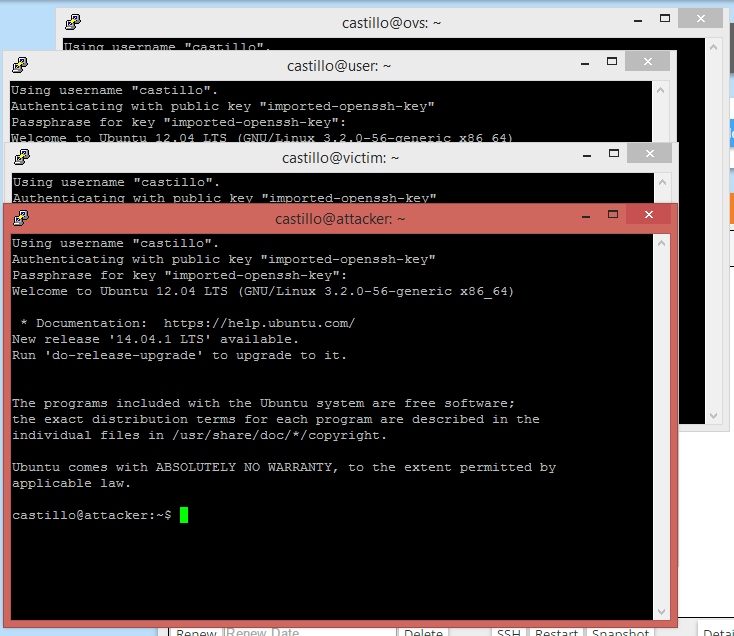 castillo@ovs: ~
Using username "castillo".
castillo@user: ~
Using username "castillo".
Authenticating with public key "imported-openssh-key"
Passphrase for key "imported-openssh-key":
Welcome to Ubuntu 12.04 LTS (GNU/Linux 3.2.0-56-generic x86_64)
castillo@victim: ~
Using username "castillo".
Authenticating with public key "imported-openssh-key"
castillo@attacker: ~
Using username "castillo".
Authenticating with public key "imported-openssh-key"
Passphrase for key "imported-openssh-key":
Welcome to Ubuntu 12.04 LTS (GNU/Linux 3.2.0-56-generic x86_64)
* Documentation:  https://help.ubuntu.com/
New release '14.04.1 LTS' available.
Run 'do-release-upgrade' to upgrade to it.
The programs included with the Ubuntu system are free software;
the exact distribution terms for each program are described in the
individual files in /usr/share/doc/*/copyright.
Ubuntu comes with ABSOLUTELY NO WARRANTY, to the extent permitted by
applicable law.
castillo@attacker:~$
Renew Renew Date Delete SSH Restart Snapshot Detai